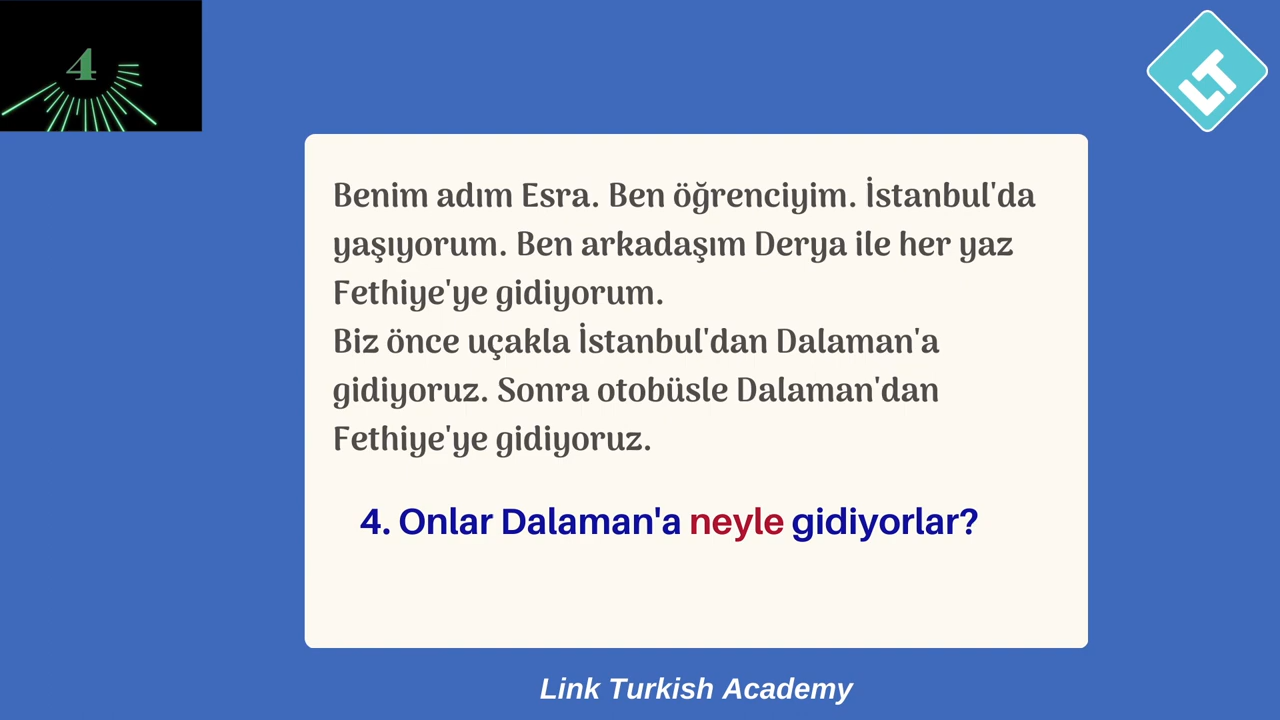 4
LT
Benim adım Esra. Ben öğrenciyim. İstanbul'da
yaşıyorum. Ben arkadaşım Derya ile her yaz
Fethiye'ye gidiyorum.
Biz önce uçakla İstanbul'dan Dalaman'a
gidiyoruz. Sonra otobüsle Dalaman'dan
Fethiye'ye gidiyoruz.
4. Onlar Dalaman'a neyle gidiyorlar?
Link Turkish Academy